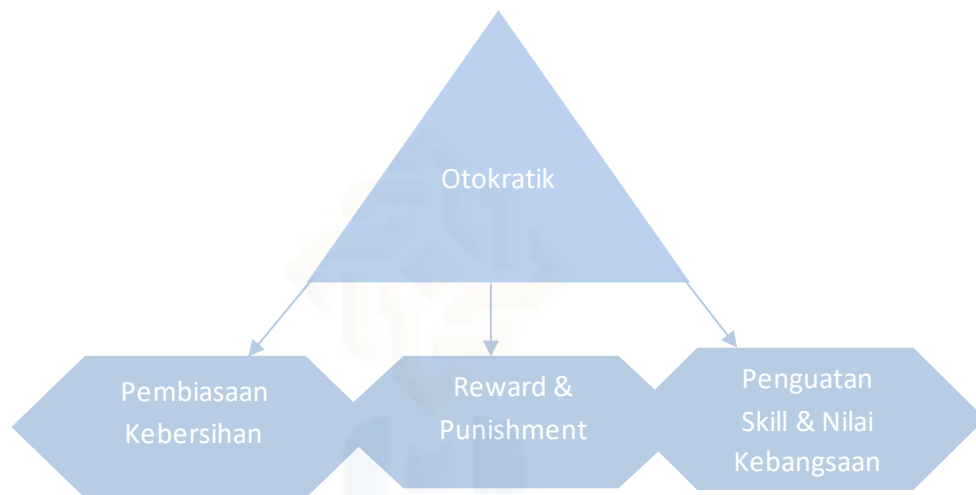 Otokratik
Pembiasaan
Kebersihan
Reward &
Punishment
Penguatan
Skill & Nilai
Kebangsaan